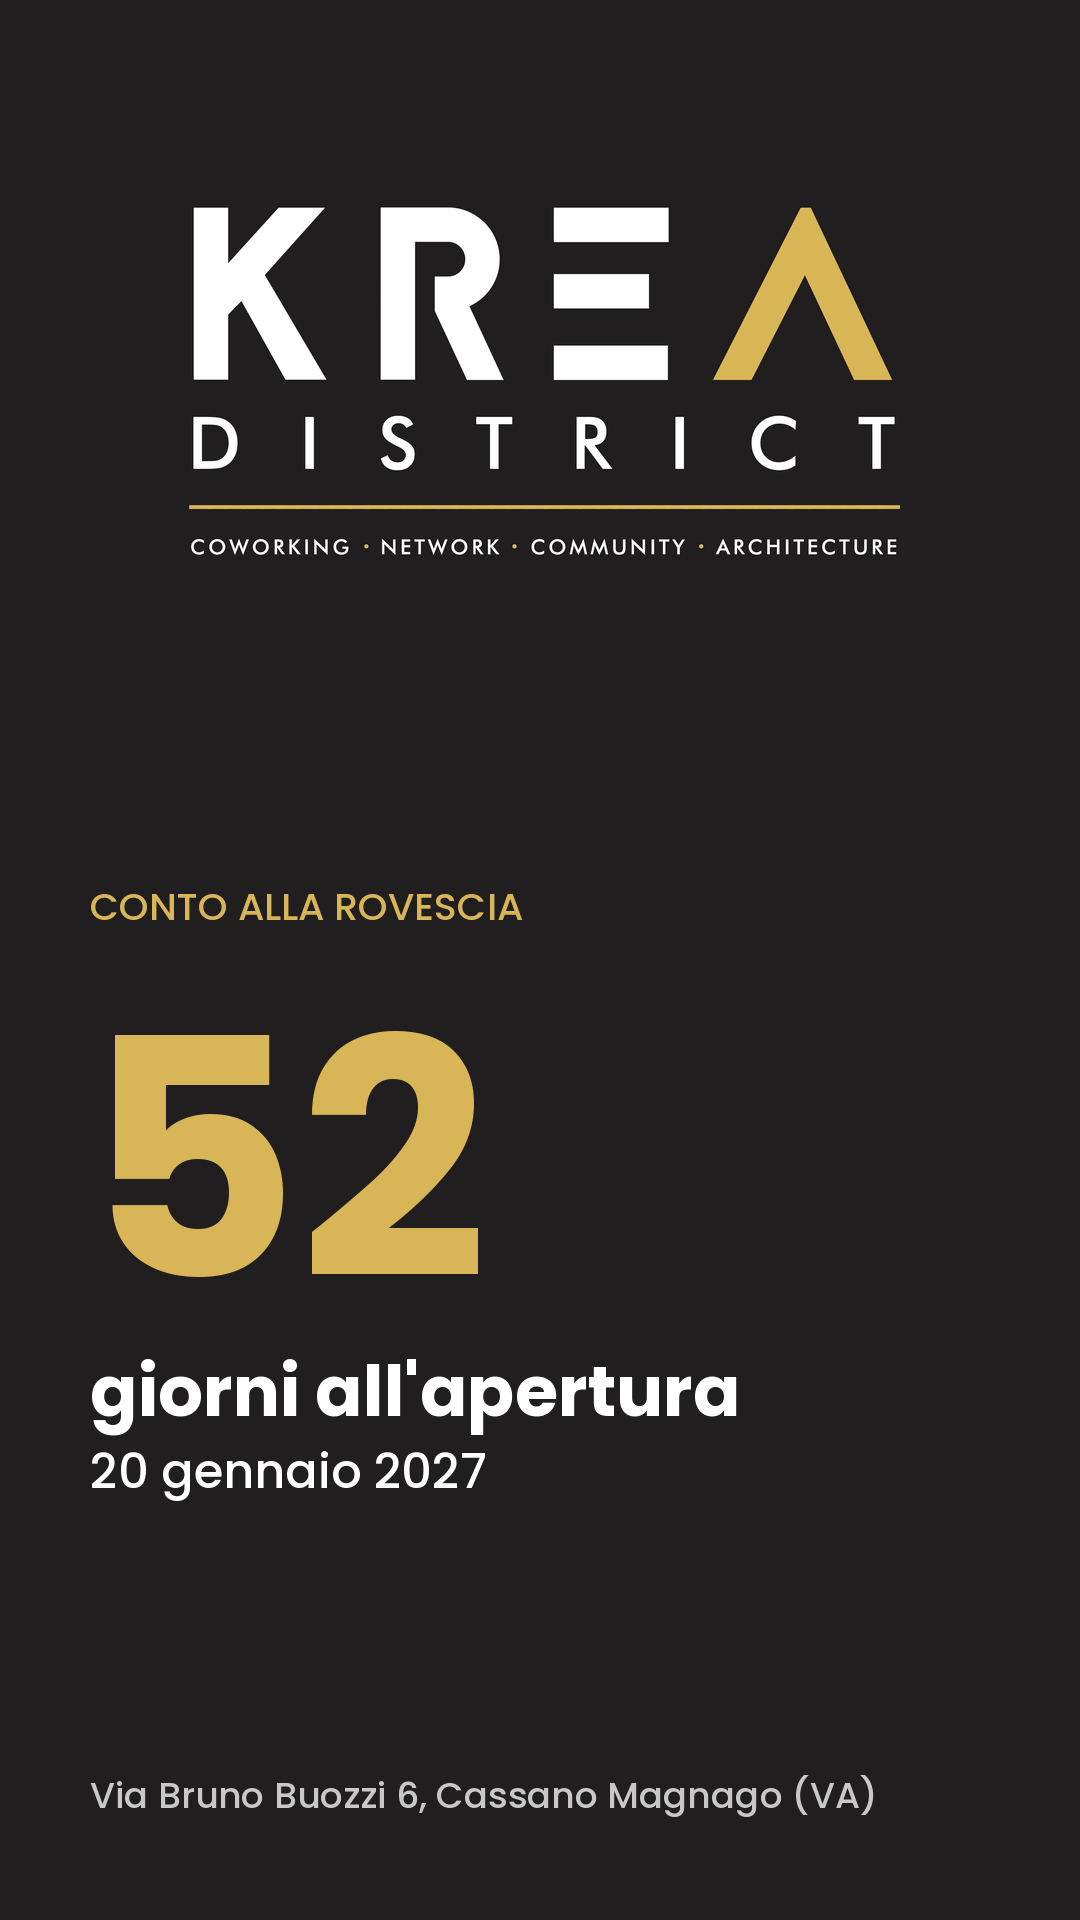 KREA
DISTRICT
COWORKING • NETWORK • COMMUNITY • ARCHITECTURE
CONTO ALLA ROVESCIA
52
giorni all'apertura
20 gennaio 2027
Via Bruno Buozzi 6, Cassano Magnago (VA)